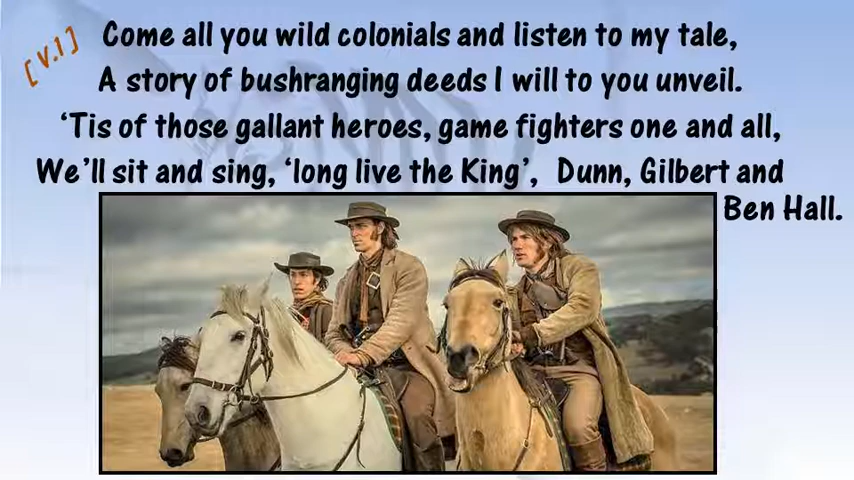 [ V.1 ]
Come all you wild colonials and listen to my tale,
A story of bushranging deeds I will to you unveil.
‘Tis of those gallant heroes, game fighters one and all,
We’ll sit and sing, ‘long live the King’, Dunn, Gilbert and
Ben Hall.